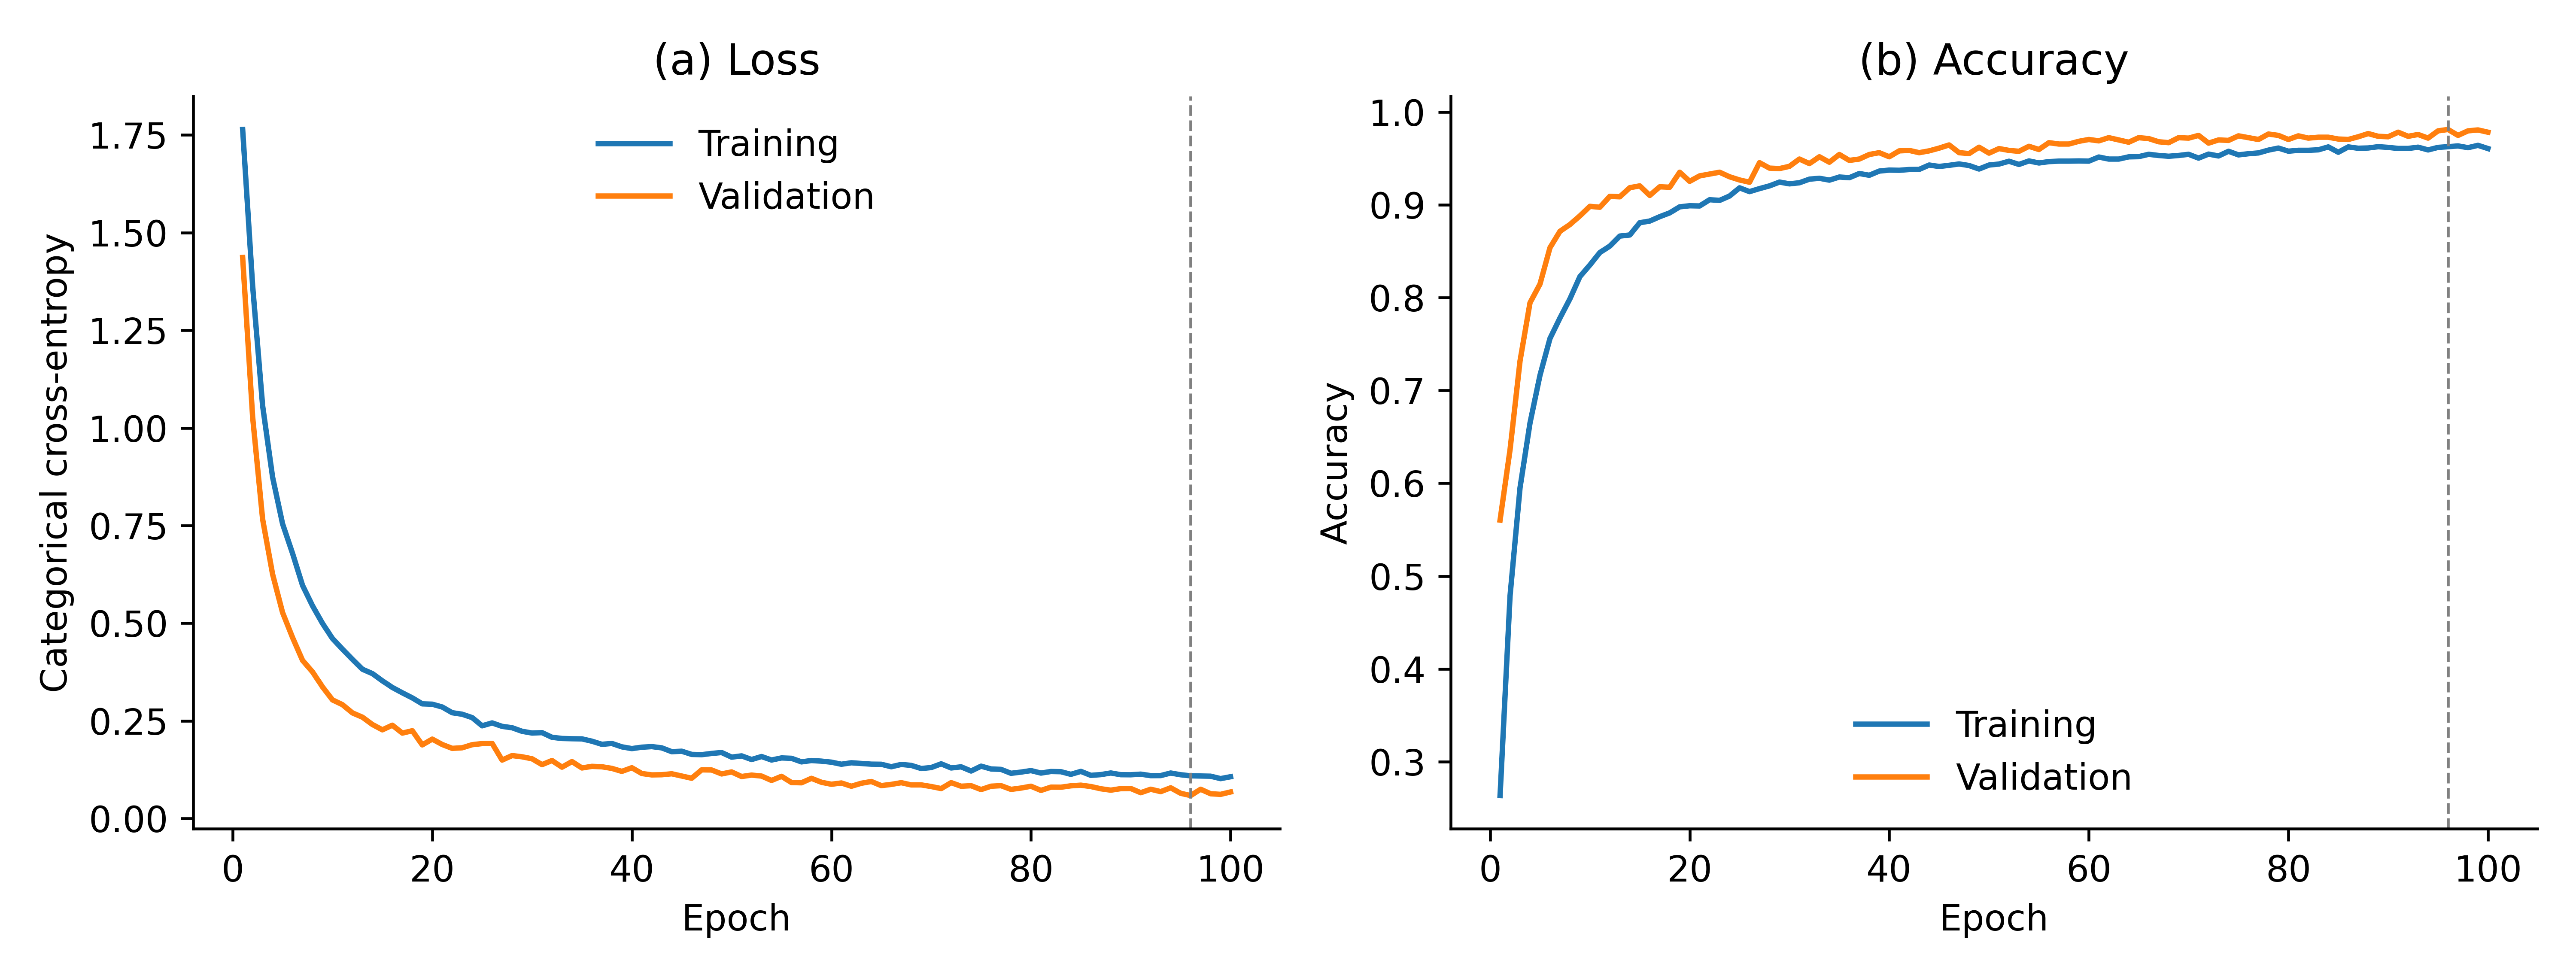 (a) Loss
Categorical cross-entropy
1.75
1.50
1.25
1.00
0.75
0.50
0.25
0.00
Training
Validation
0 20 40 60 80 100
Epoch
(b) Accuracy
Accuracy
1.0
0.9
0.8
0.7
0.6
0.5
0.4
0.3
Training
Validation
0 20 40 60 80 100
Epoch